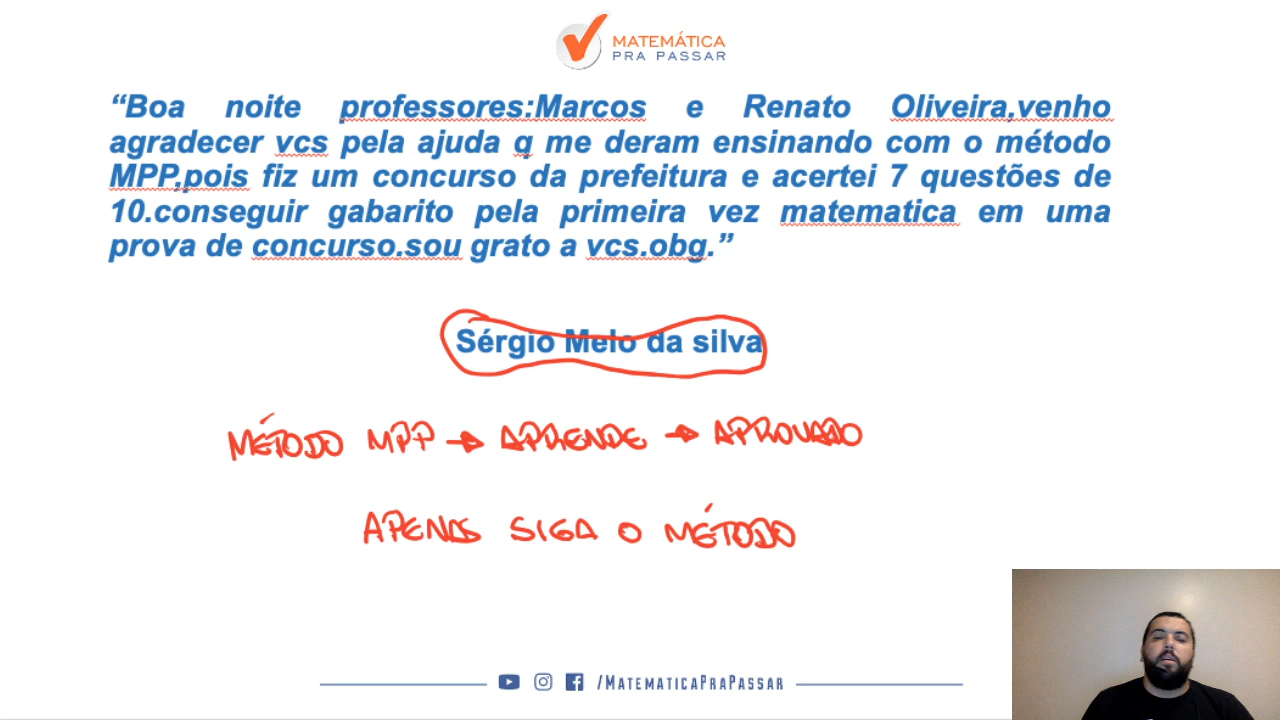 MATEMÁTICA
PRA PASSAR
“Boa noite professores:Marcos e Renato Oliveira,venho
agradecer vcs pela ajuda q me deram ensinando com o método
MPP,pois fiz um concurso da prefeitura e acertei 7 questões de
10.conseguir gabarito pela primeira vez matematica em uma
prova de concurso.sou grato a vcs.obg.”
Sérgio Melo da silva
MÉTODO MPP → APRENDE → APROVADO
APENAS SIGA O MÉTODO
/MATEMATICAPRAPASSAR